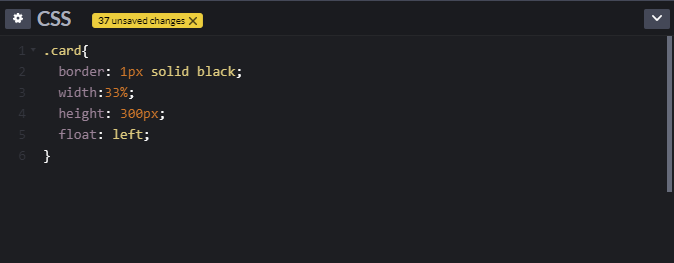 CSS 37 unsaved changes X
1 .card{
2 border: 1px solid black;
3 width:33%;
4 height: 300px;
5 float: left;
6 }